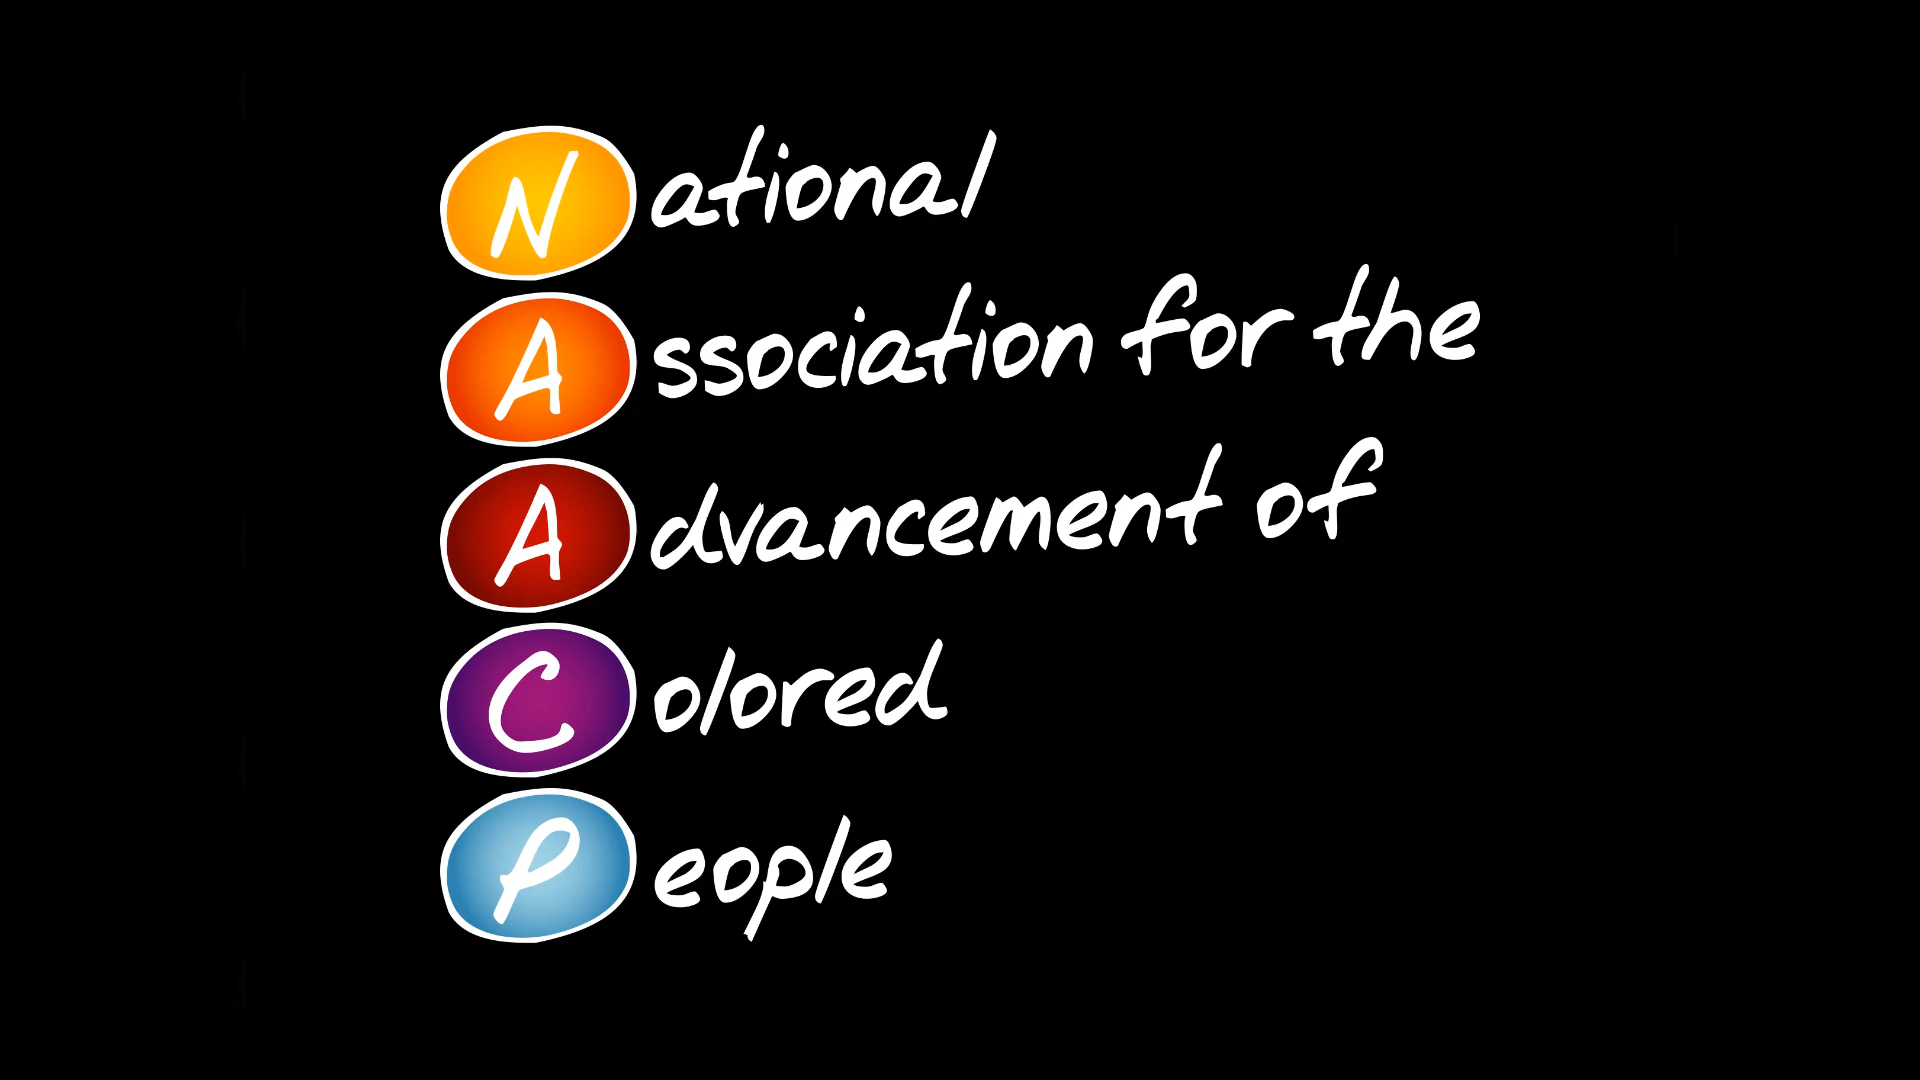 National
Association for the
Advancement of
Colored
People